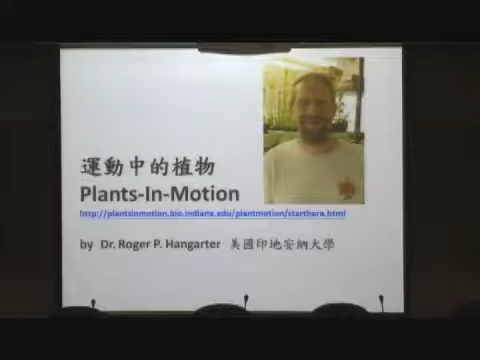 運動中的植物
Plants-In-Motion
http://plantsinmotion.bio.indiana.edu/plantmotion/starthere.html
by Dr. Roger P. Hangarter 美國印地安納大學